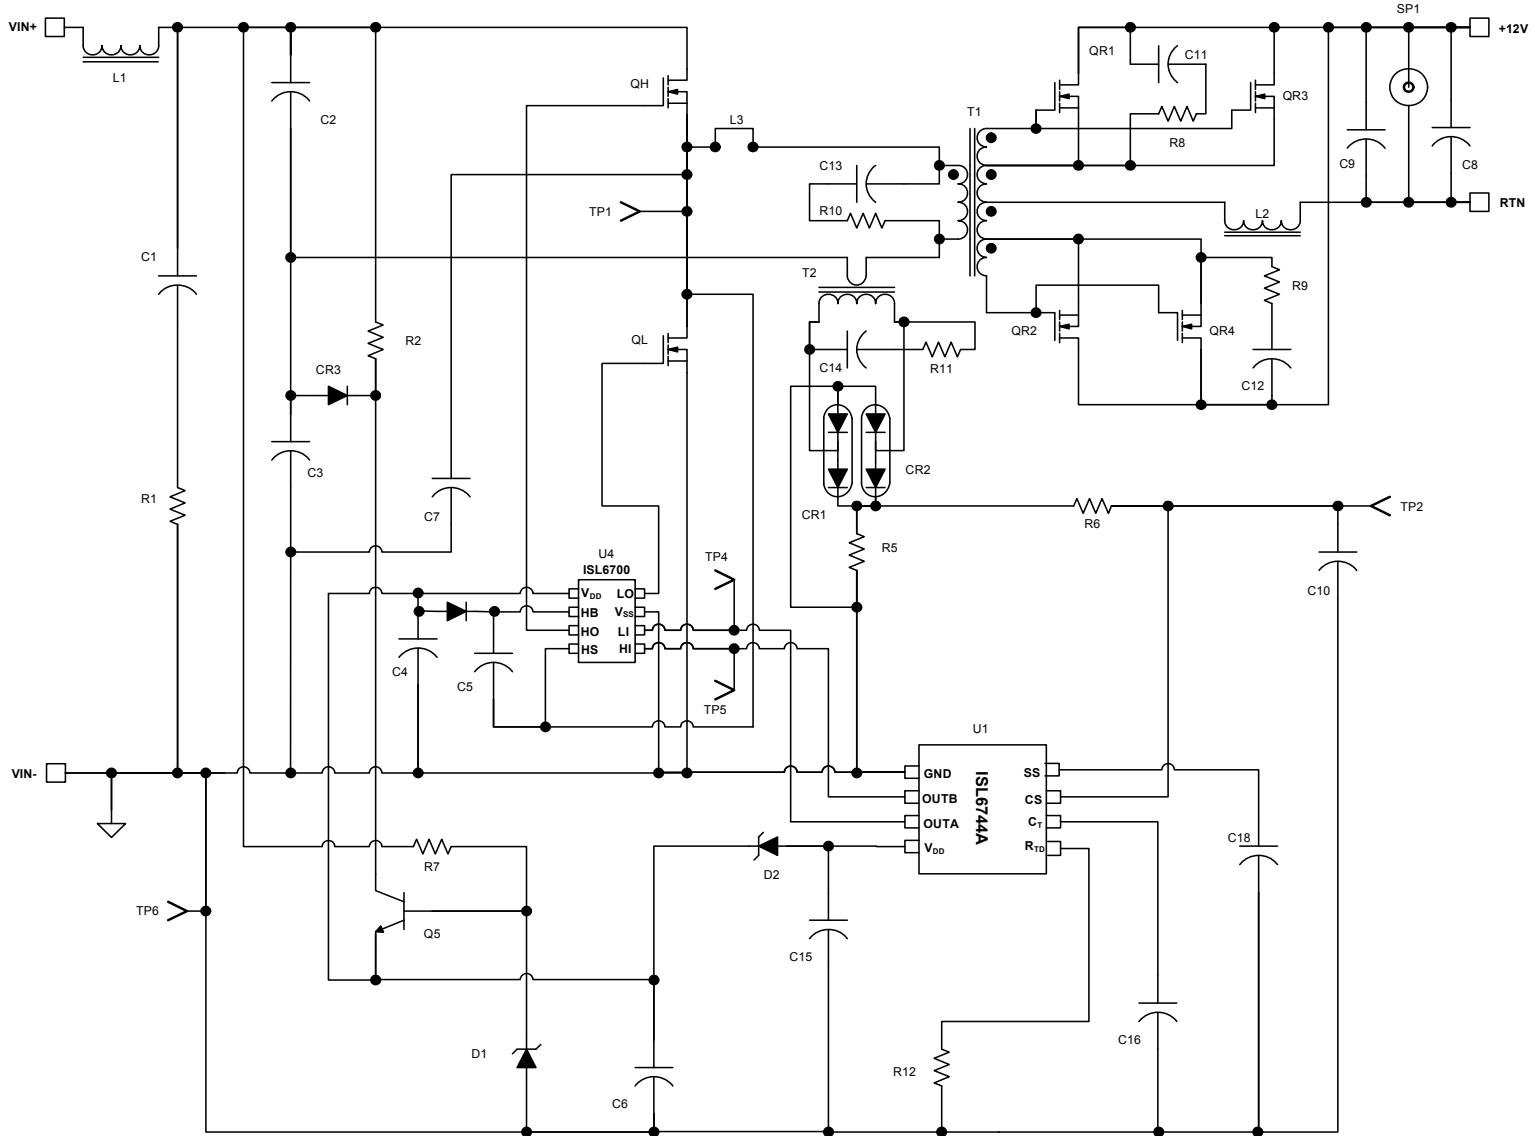 SP1
VIN+
+12V
QR1
C11
L1
QH
QR3
C2
L3
T1
R8
C9
C8
C13
TP1
R10
RTN
L2
C1
T2
R9
R2
QL
QR2
QR4
CR3
C14
R11
C12
C3
CR2
R1
C7
CR1
R6
TP2
R5
U4
ISL6700
TP4
C10
VDD LO
HB VSS
HO LI
HS HI
C4
C5
TP5
U1
VIN-
GND SS
OUTB CS
OUTA CT
VDD RTD
ISL6744A
C18
R7
D2
TP6
Q5
C15
D1
C16
R12
C6